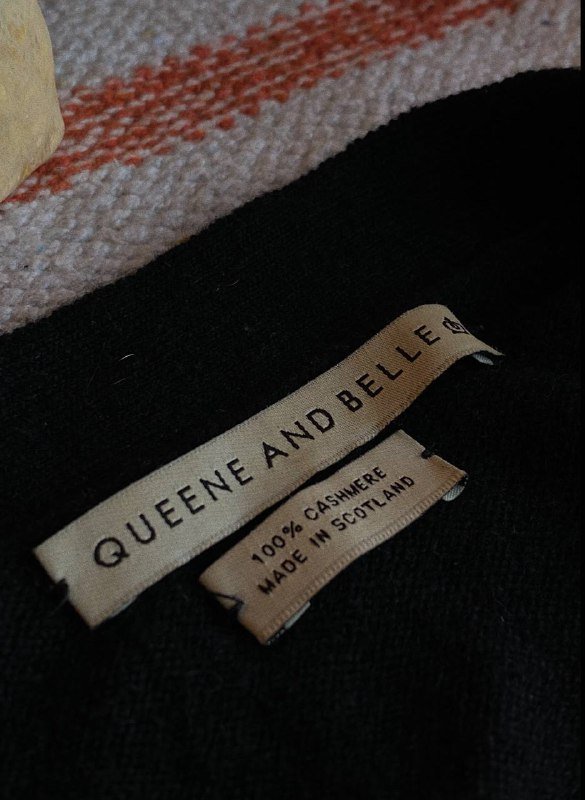 QUEENE AND BELLE
100% CASHMERE
MADE IN SCOTLAND